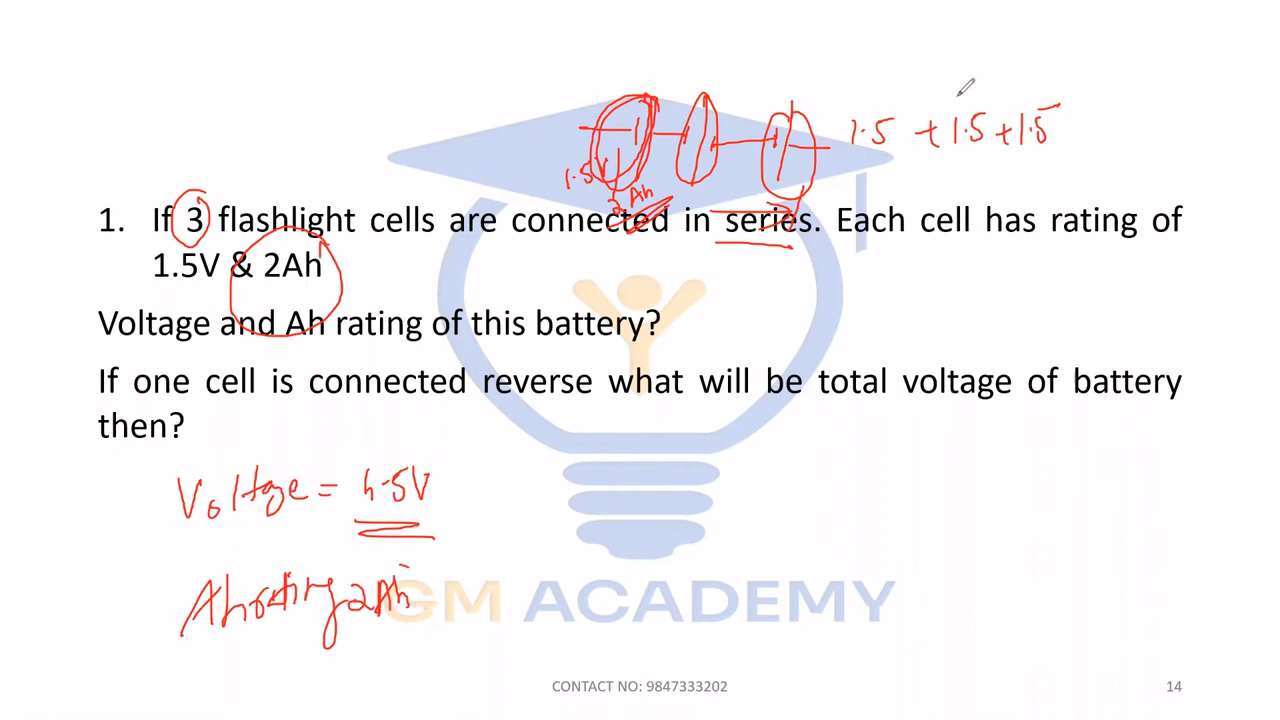 1.5 + 1.5 + 1.5
1.5V
2 Ah
1. If 3 flashlight cells are connected in series. Each cell has rating of
1.5V & 2Ah
Voltage and Ah rating of this battery?
If one cell is connected reverse what will be total voltage of battery
then?
Voltage = 4.5V
Ah rating 2Ah
GM ACADEMY
CONTACT NO: 9847333202
14